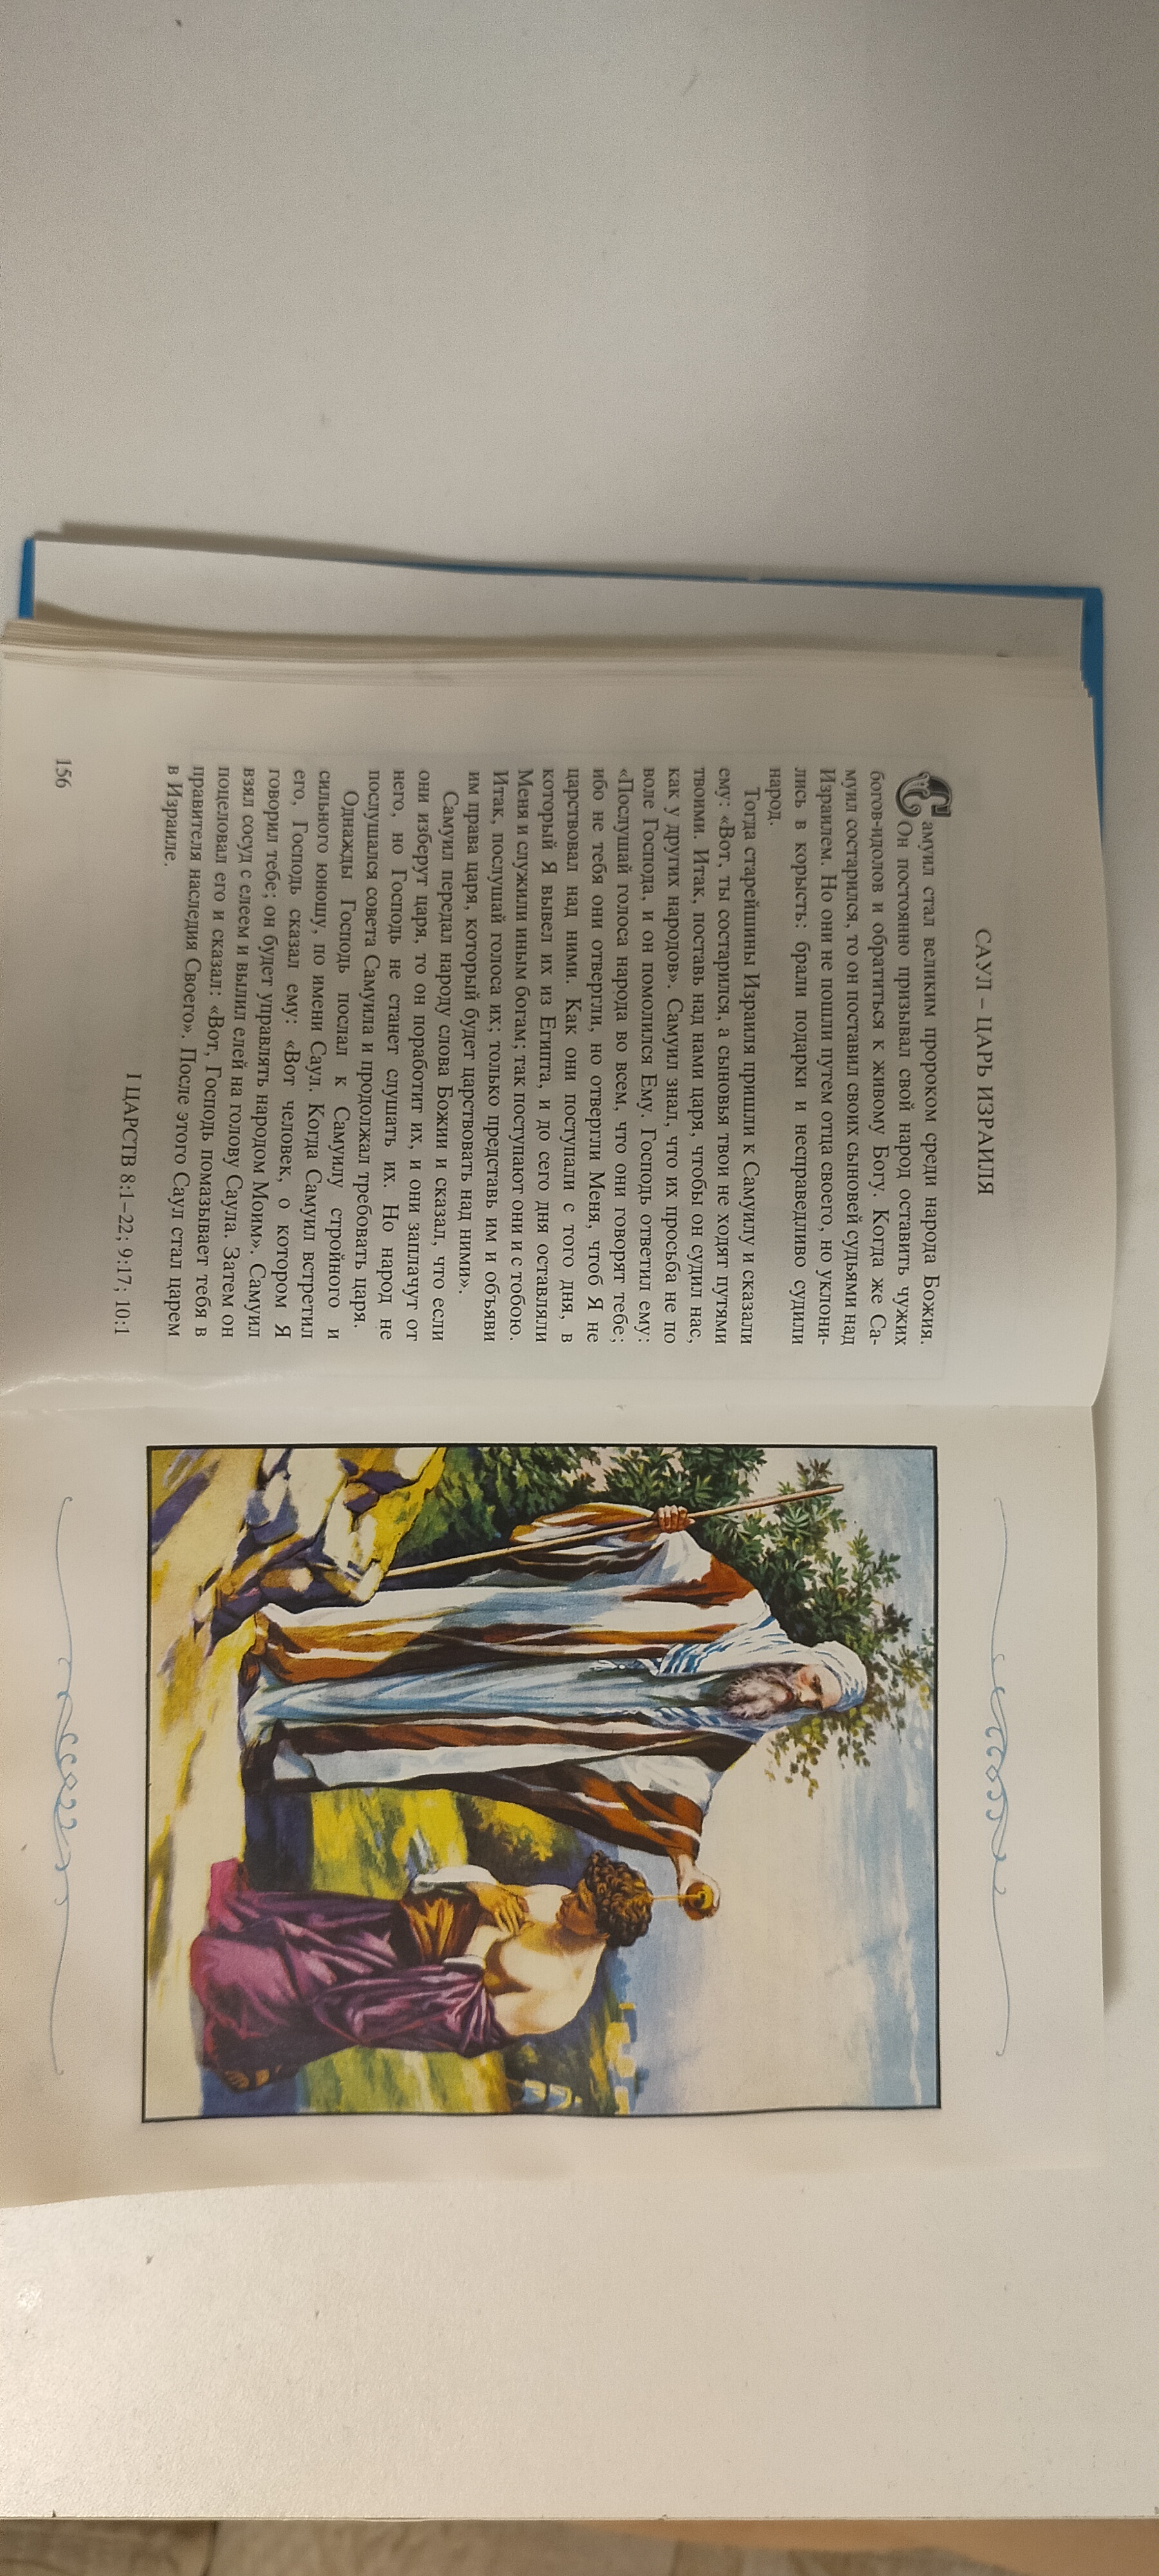 САУЛ – ЦАРЬ ИЗРАИЛЯ
Самуил стал великим пророком среди народа Божия.
Он постоянно призывал свой народ оставить чужих
богов-идолов и обратиться к живому Богу. Когда же Са-
муил состарился, то он поставил своих сыновей судьями над
Израилем. Но они не пошли путем отца своего, но уклони-
лись в корысть: брали подарки и несправедливо судили
народ.
Тогда старейшины Израиля пришли к Самуилу и сказали
ему: «Вот, ты состарился, а сыновья твои не ходят путями
твоими. Итак, поставь над нами царя, чтобы он судил нас,
как у других народов». Самуил знал, что их просьба не по
воле Господа, и он помолился Ему. Господь ответил ему:
«Послушай голоса народа во всем, что они говорят тебе;
ибо не тебя они отвергли, но отвергли Меня, чтоб Я не
царствовал над ними. Как они поступали с того дня, в
который Я вывел их из Египта, и до сего дня оставляли
Меня и служили иным богам; так поступают они и с тобою.
Итак, послушай голоса их; только представь им и объяви
им права царя, который будет царствовать над ними».
Самуил передал народу слова Божии и сказал, что если
они изберут царя, то он поработит их, и они заплачут от
него, но Господь не станет слушать их. Но народ не
послушался совета Самуила и продолжал требовать царя.
Однажды Господь послал к Самуилу стройного и
сильного юношу, по имени Саул. Когда Самуил встретил
его, Господь сказал ему: «Вот человек, о котором Я
говорил тебе; он будет управлять народом Моим». Самуил
взял сосуд с елеем и вылил елей на голову Саула. Затем он
поцеловал его и сказал: «Вот, Господь помазывает тебя в
правителя наследия Своего». После этого Саул стал царем
в Израиле.
I ЦАРСТВ 8:1–22; 9:17; 10:1
156